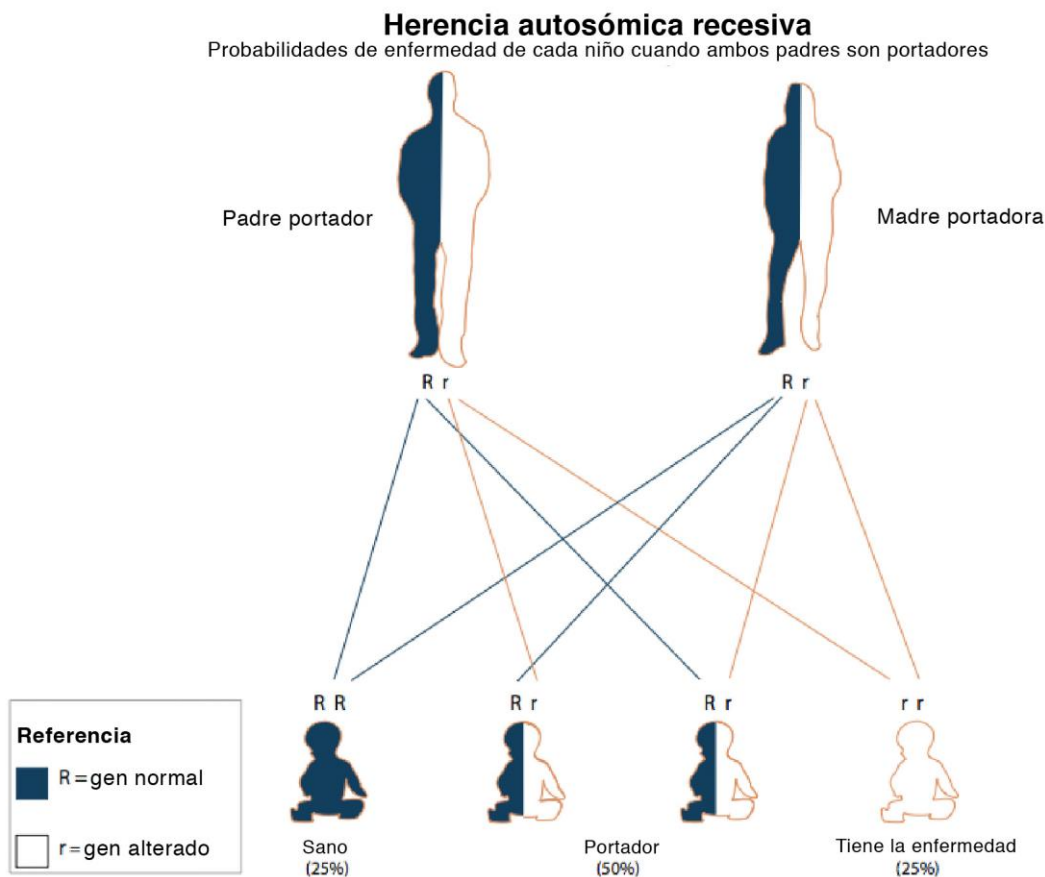 Herencia autosómica recesiva
Probabilidades de enfermedad de cada niño cuando ambos padres son portadores
Padre portador
Madre portadora
R r
R r
R R
R r
R r
r r
Referencia
R=gen normal
r=gen alterado
Sano
(25%)
Portador
(50%)
Tiene la enfermedad
(25%)